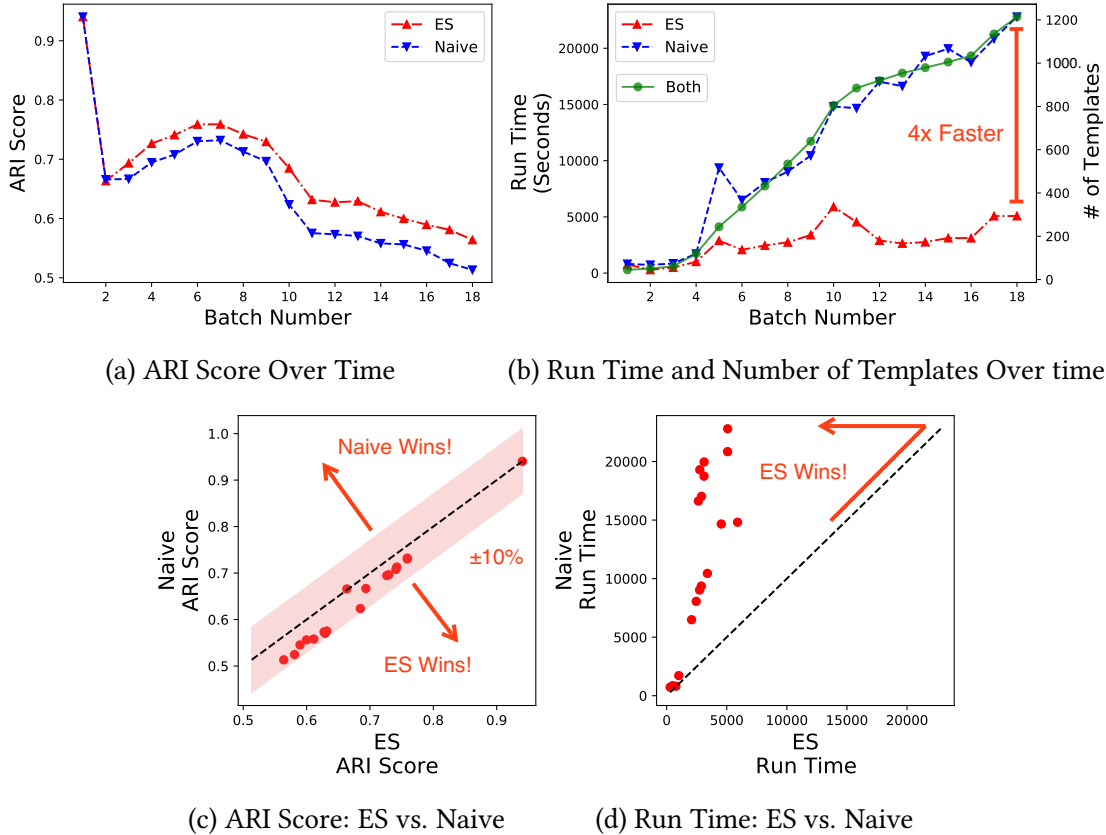 ES
Naive
0.9
0.8
0.7
0.6
0.5
ARI Score
2 4 6 8 10 12 14 16 18
Batch Number
(a) ARI Score Over Time
ES
Naive
Both
4x Faster
20000
15000
10000
5000
0
Run Time
(Seconds)
1200
1000.
800
600
400
200
0
# of Templates
2 4 6 8 10 12 14 16 18
Batch Number
(b) Run Time and Number of Templates Over time
Naive Wins!
±10%
ES Wins!
1.0
0.9
0.8
0.7
0.6
0.5
Naive
ARI Score
0.5 0.6 0.7 0.8 0.9
ES
ARI Score
(c) ARI Score: ES vs. Naive
ES Wins!
20000
15000
10000
5000
0
Naive
Run Time
0 5000 10000 15000 20000
ES
Run Time
(d) Run Time: ES vs. Naive